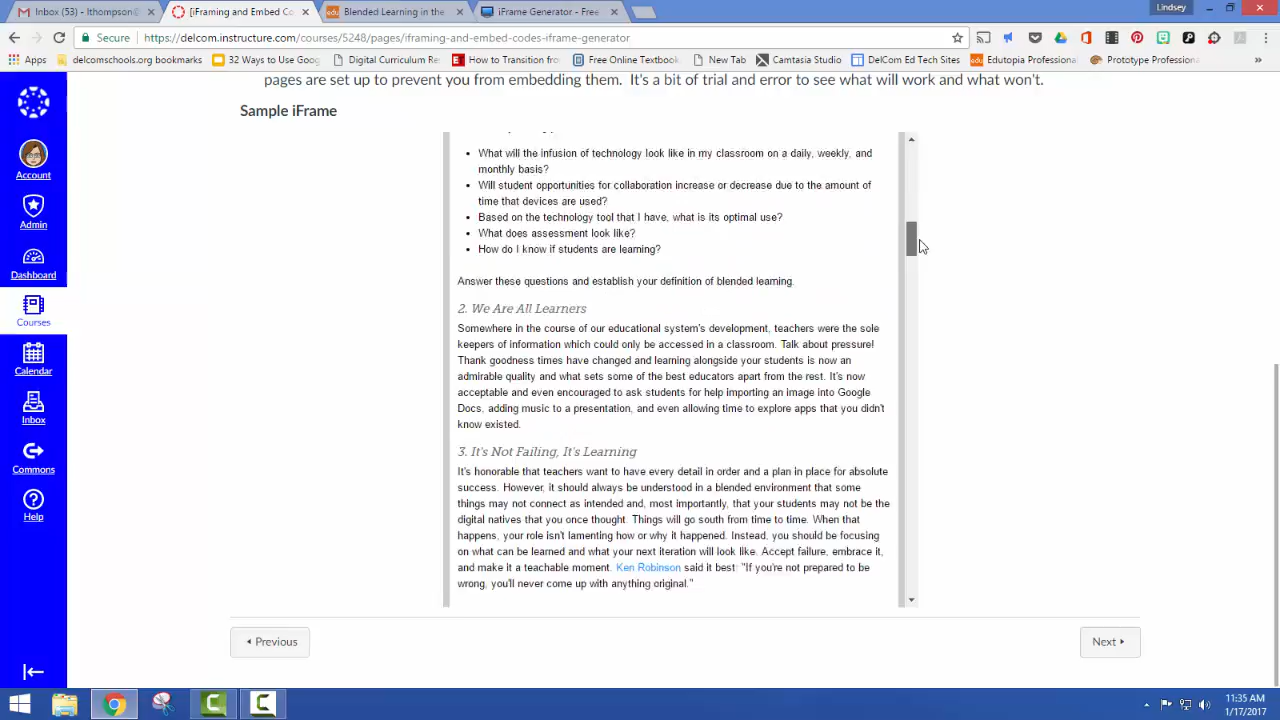 Inbox (53) - lthompson@
[iFraming and Embed Co
Blended Learning in the
iFrame Generator - Free
Lindsey
Secure
https://delcom.instructure.com/courses/5248/pages/iframing-and-embed-codes-iframe-generator
Apps
delcomschools.org bookmarks
32 Ways to Use Goog
Digital Curriculum Re
How to Transition fro
Free Online Textbook
New Tab
Camtasia Studio
DelCom Ed Tech Sites
Edutopia Professional
Prototype Profession
»
pages are set up to prevent you from embedding them. It's a bit of trial and error to see what will work and what won't.
Sample iFrame
Account
Admin
Dashboard
Courses
Calendar
Inbox
Commons
Help
• What will the infusion of technology look like in my classroom on a daily, weekly, and
monthly basis?
• Will student opportunities for collaboration increase or decrease due to the amount of
time that devices are used?
• Based on the technology tool that I have, what is its optimal use?
• What does assessment look like?
• How do I know if students are learning?
Answer these questions and establish your definition of blended learning.
2. We Are All Learners
Somewhere in the course of our educational system's development, teachers were the sole
keepers of information which could only be accessed in a classroom. Talk about pressure!
Thank goodness times have changed and learning alongside your students is now an
admirable quality and what sets some of the best educators apart from the rest. It's now
acceptable and even encouraged to ask students for help importing an image into Google
Docs, adding music to a presentation, and even allowing time to explore apps that you didn't
know existed.
3. It's Not Failing, It's Learning
It's honorable that teachers want to have every detail in order and a plan in place for absolute
success. However, it should always be understood in a blended environment that some
things may not connect as intended and, most importantly, that your students may not be the
digital natives that you once thought. Things will go south from time to time. When that
happens, your role isn't lamenting how or why it happened. Instead, you should be focusing
on what can be learned and what your next iteration will look like. Accept failure, embrace it,
and make it a teachable moment. Ken Robinson said it best: "If you're not prepared to be
wrong, you'll never come up with anything original."
Previous
Next
11:35 AM
1/17/2017